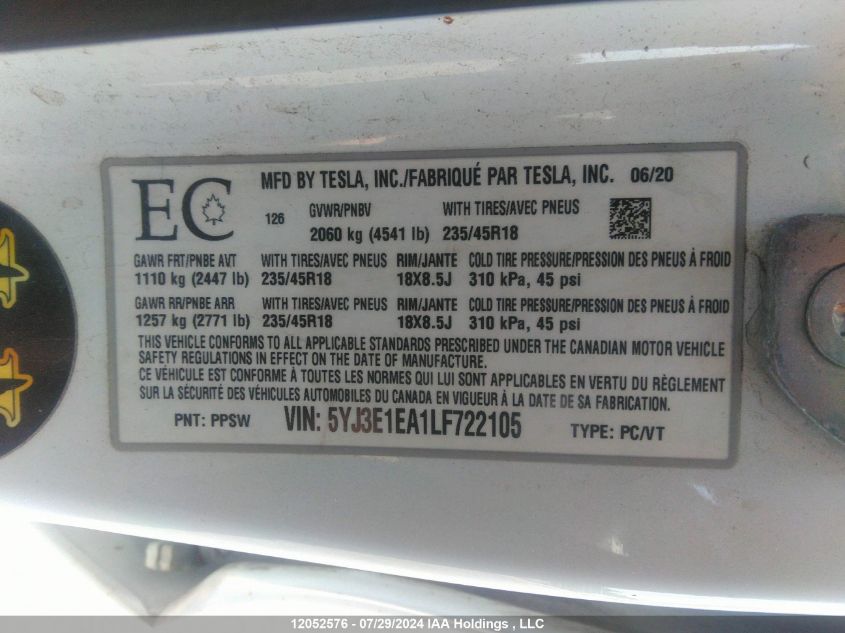 EC
MFD BY TESLA, INC./FABRIQUÉ PAR TESLA, INC. 06/20
126
GVWR/PNBV WITH TIRES/AVEC PNEUS
2060 kg (4541 lb) 235/45R18
GAWR FRT/PNBE AVT WITH TIRES/AVEC PNEUS RIM/JANTE COLD TIRE PRESSURE/PRESSION DES PNEUS À FROID
1110 kg (2447 lb) 235/45R18 18X8.5J 310 kPa, 45 psi
GAWR RR/PNBE ARR WITH TIRES/AVEC PNEUS RIM/JANTE COLD TIRE PRESSURE/PRESSION DES PNEUS À FROID
1257 kg (2771 lb) 235/45R18 18X8.5J 310 kPa, 45 psi
THIS VEHICLE CONFORMS TO ALL APPLICABLE STANDARDS PRESCRIBED UNDER THE CANADIAN MOTOR VEHICLE
SAFETY REGULATIONS IN EFFECT ON THE DATE OF MANUFACTURE.
CE VÉHICULE EST CONFORME À TOUTES LES NORMES QUI LUI SONT APPLICABLES EN VERTU DU RÈGLEMENT
SUR LA SÉCURITÉ DES VÉHICULES AUTOMOBILES DU CANADA EN VIGUEUR À LA DATE DE SA FABRICATION.
PNT: PPSW VIN: 5YJ3E1EA1LF722105 TYPE: PC/VT
12052576 - 07/29/2024 IAA Holdings , LLC